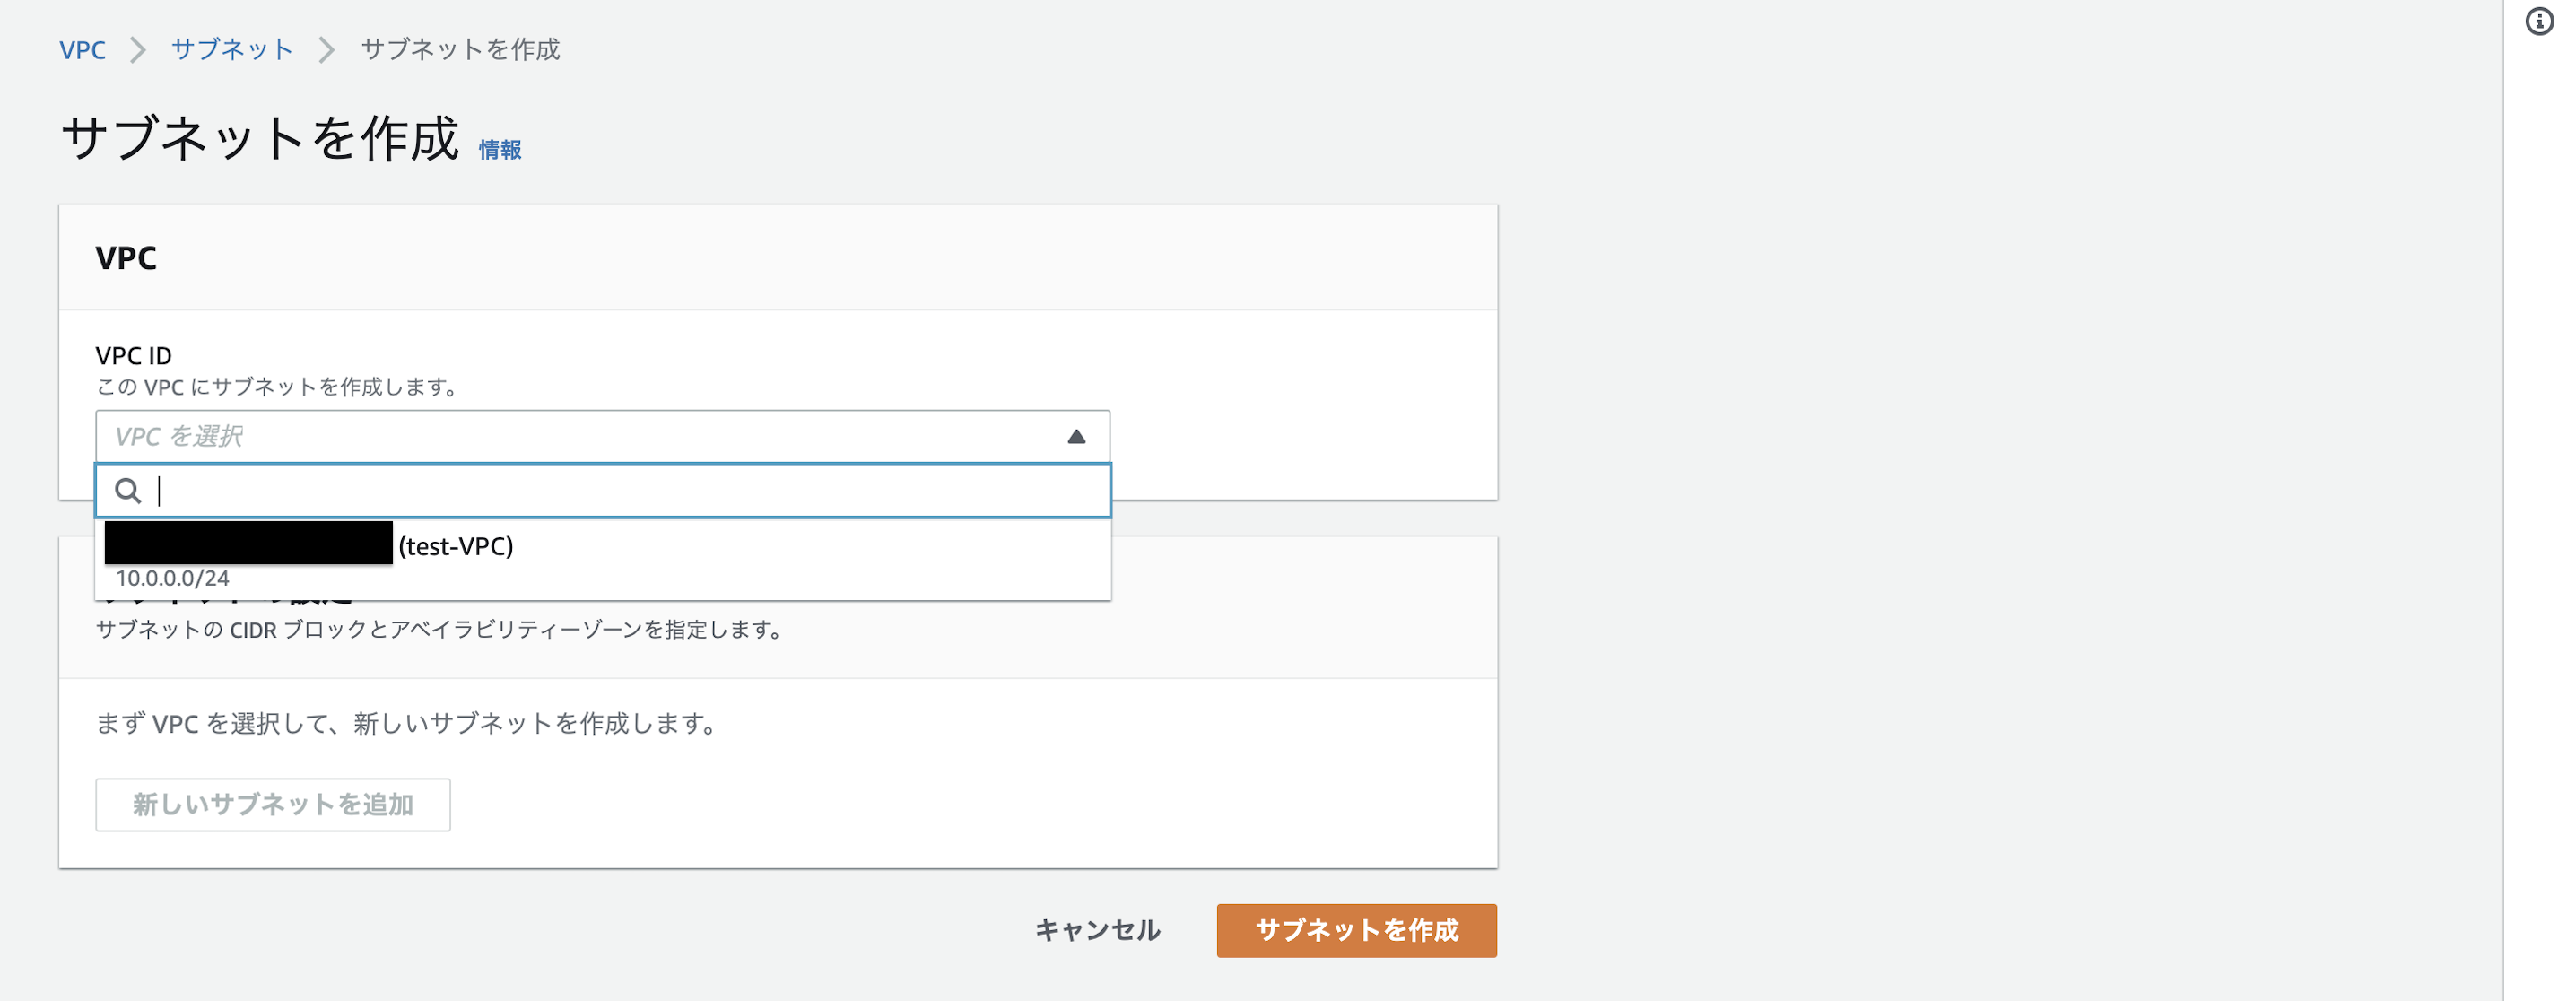 VPC > サブネット > サブネットを作成
サブネットを作成 情報
VPC
VPC ID
この VPC にサブネットを作成します。
VPC を選択
(test-VPC)
10.0.0.0/24
サブネットの CIDR ブロックとアベイラビリティーゾーンを指定します。
まず VPC を選択して、新しいサブネットを作成します。
新しいサブネットを追加
キャンセル サブネットを作成